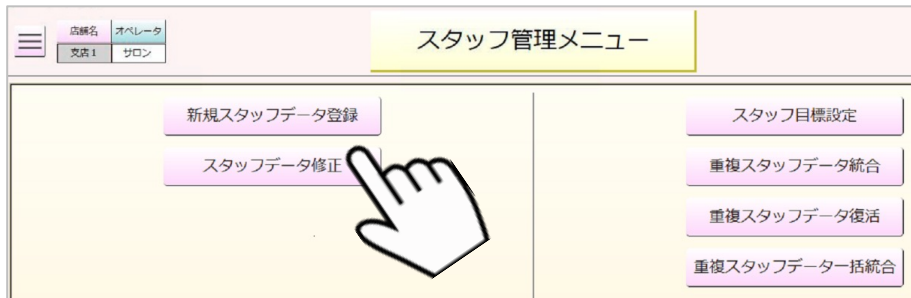 店舗名 オペレータ
支店1 サロン
スタッフ管理メニュー
新規スタッフデータ登録
スタッフデータ修正
スタッフ目標設定
重複スタッフデータ統合
重複スタッフデータ復活
重複スタッフデータ一括統合